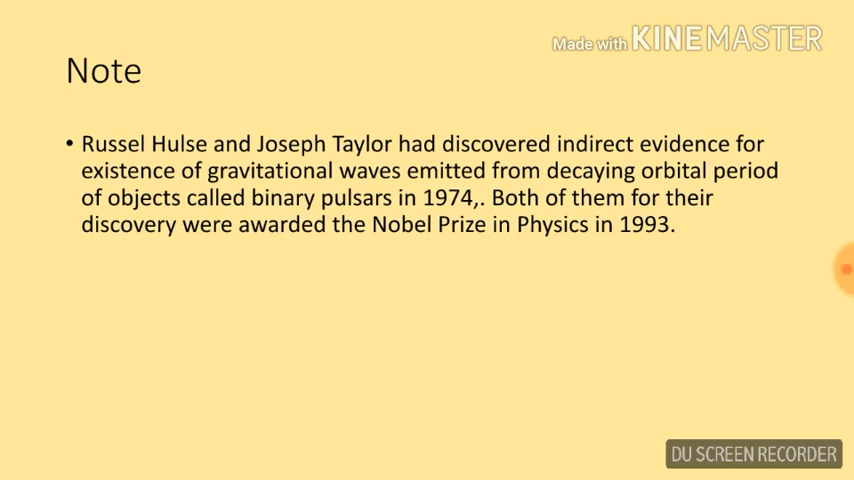 Made with KINEMASTER
Note
• Russel Hulse and Joseph Taylor had discovered indirect evidence for
existence of gravitational waves emitted from decaying orbital period
of objects called binary pulsars in 1974,. Both of them for their
discovery were awarded the Nobel Prize in Physics in 1993.
DU SCREEN RECORDER